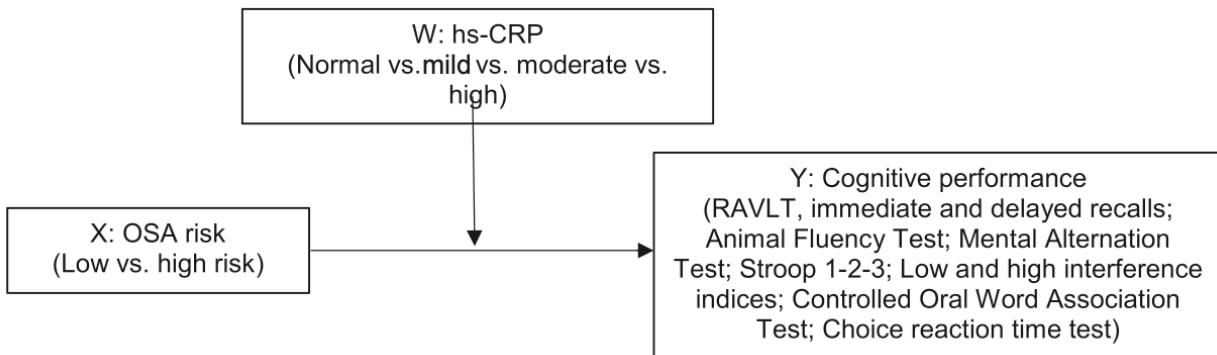 W: hs-CRP
(Normal vs.mild vs. moderate vs.
high)
X: OSA risk
(Low vs. high risk)
Y: Cognitive performance
(RAVLT, immediate and delayed recalls;
Animal Fluency Test; Mental Alternation
Test; Stroop 1-2-3; Low and high interference
indices; Controlled Oral Word Association
Test; Choice reaction time test)